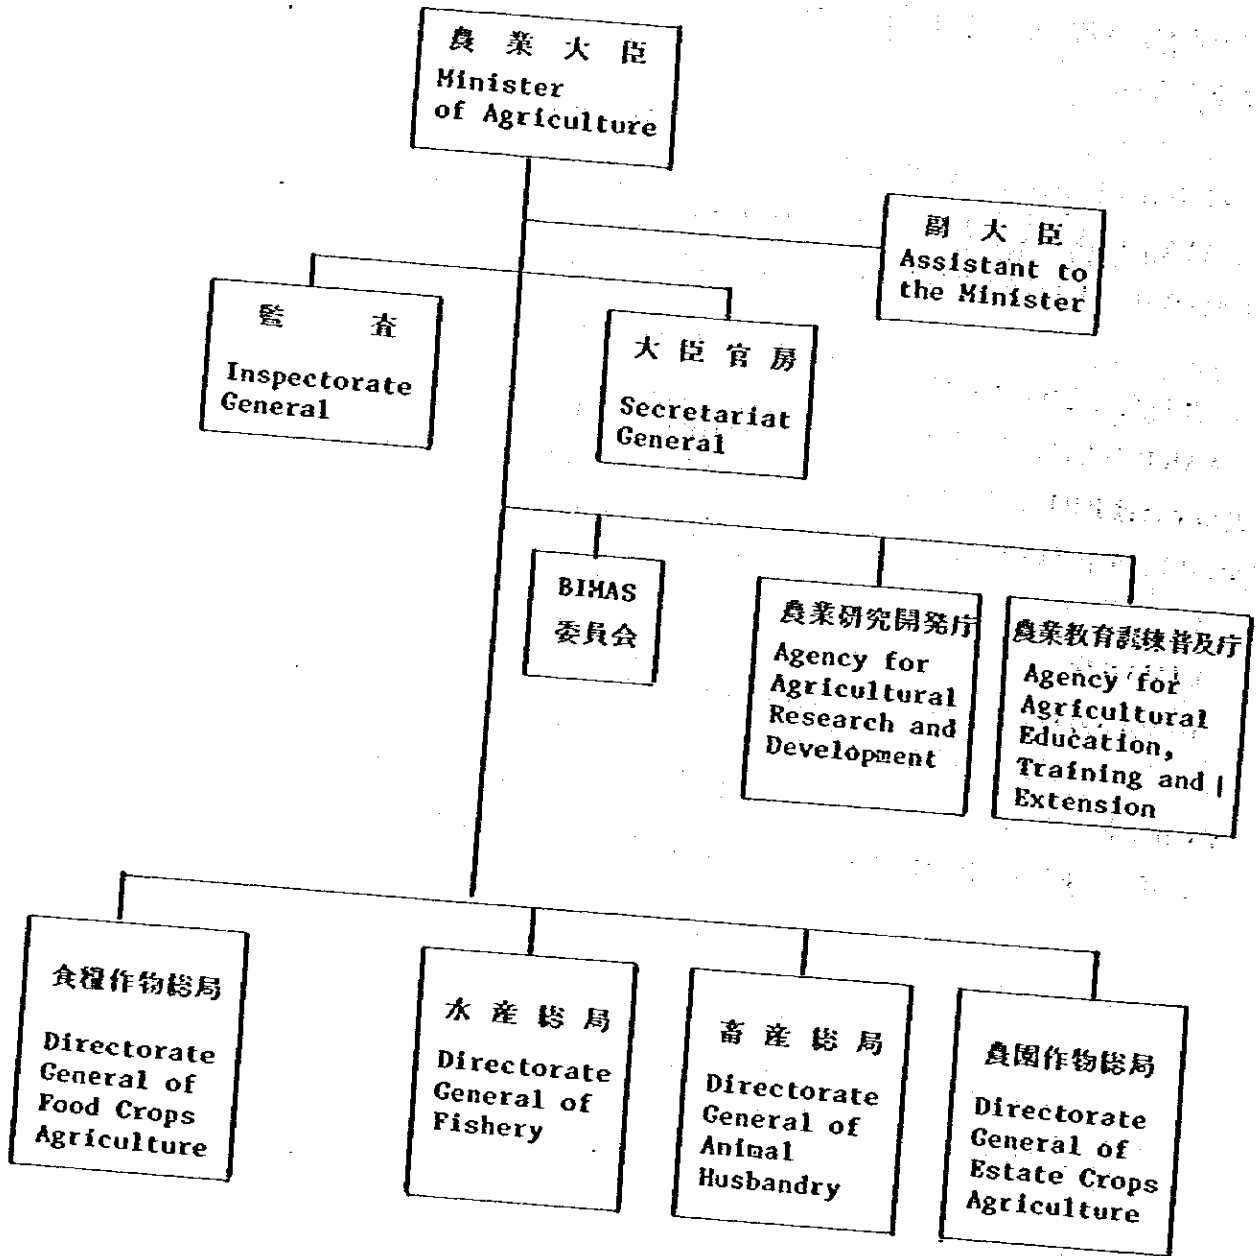 農業大臣
Minister
of Agriculture
副大臣
Assistant to
the Minister
監査
Inspectorate
General
大臣官房
Secretariat
General
BIMAS
委員会
農業研究開発庁
Agency for
Agricultural
Research and
Development
農業教育訓練普及庁
Agency for
Agricultural
Education,
Training and
Extension
食糧作物総局
Directorate
General of
Food Crops
Agriculture
水産総局
Directorate
General of
Fishery
畜産総局
Directorate
General of
Animal
Husbandry
農園作物総局
Directorate
General of
Estate Crops
Agriculture